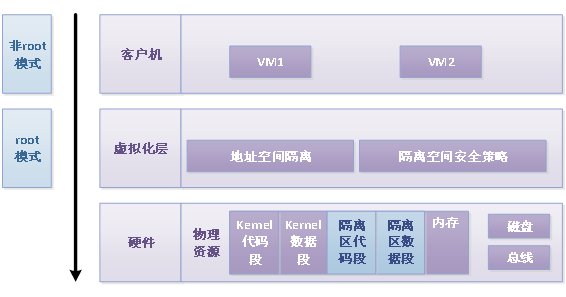 非root
模式
客户机
VM1
VM2
root
模式
虚拟化层
地址空间隔离
隔离空间安全策略
硬件
物理
资源
Kernel
代码
段
Kernel
数据
段
隔离
区代
码段
隔离
区数
据段
内存
磁盘
总线